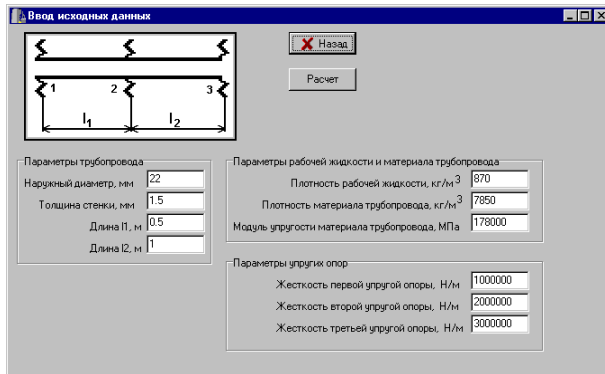 Ввод исходных данных
1 2 3
l1 l2
Назад
Расчет
Параметры трубопровода
Наружный диаметр, мм 22
Толщина стенки, мм 1.5
Длина l1, м 0.5
Длина l2, м 1
Параметры рабочей жидкости и материала трубопровода
Плотность рабочей жидкости, кг/м3 870
Плотность материала трубопровода, кг/м3 7850
Модуль упругости материала трубопровода, МПа 178000
Параметры упругих опор
Жесткость первой упругой опоры, Н/м 1000000
Жесткость второй упругой опоры, Н/м 2000000
Жесткость третьей упругой опоры, Н/м 3000000